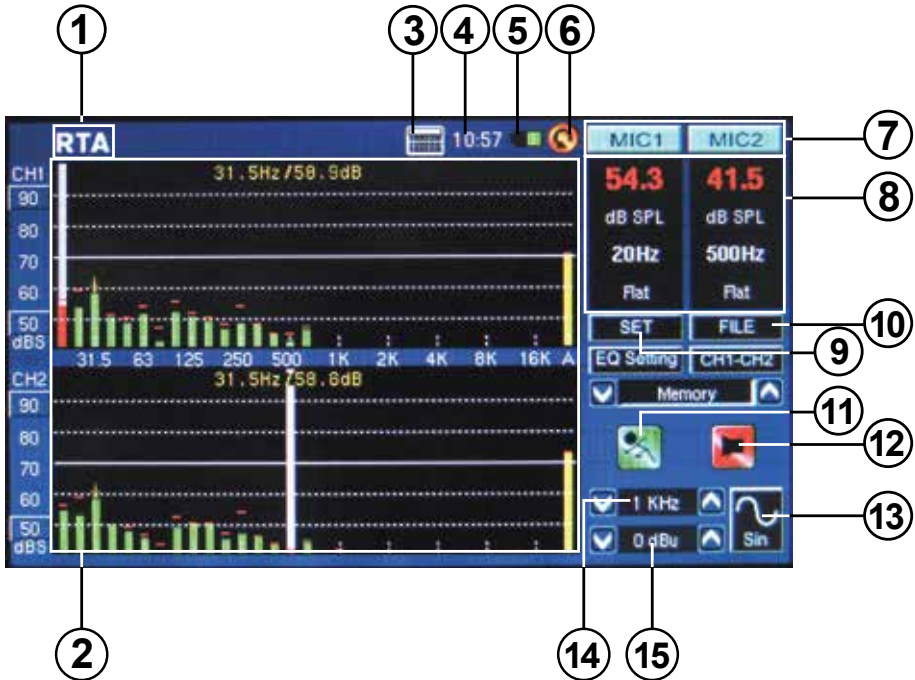 1 3 4 5 6
RTA 10:57 MIC1 MIC2 7
CH1 31.5Hz/58.9dB 54.3 41.5
90 dB SPL dB SPL 8
80 20Hz 500Hz
70 Flat Flat
60 SET FILE 10
50 EQ Setting CH1-CH2 9
dBS 31.5 63 125 250 500 1K 2K 4K 8K 16K A
CH2 31.5Hz/58.8dB
90 Memory 11
80 12
70
60 1 KHz 13
50 0 dBu Sin
dBS
2 14 15